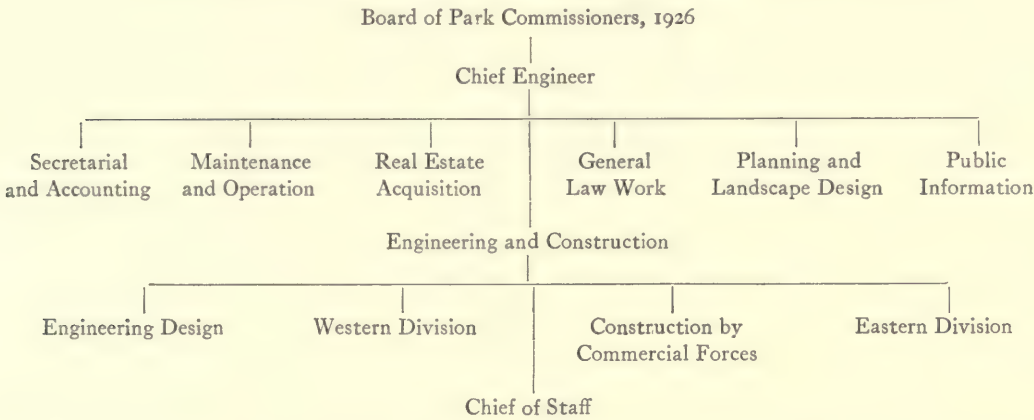 Board of Park Commissioners, 1926
Chief Engineer
Secretarial
and Accounting
Maintenance
and Operation
Real Estate
Acquisition
General
Law Work
Planning and
Landscape Design
Public
Information
Engineering and Construction
Engineering Design
Western Division
Construction by
Commercial Forces
Eastern Division
Chief of Staff